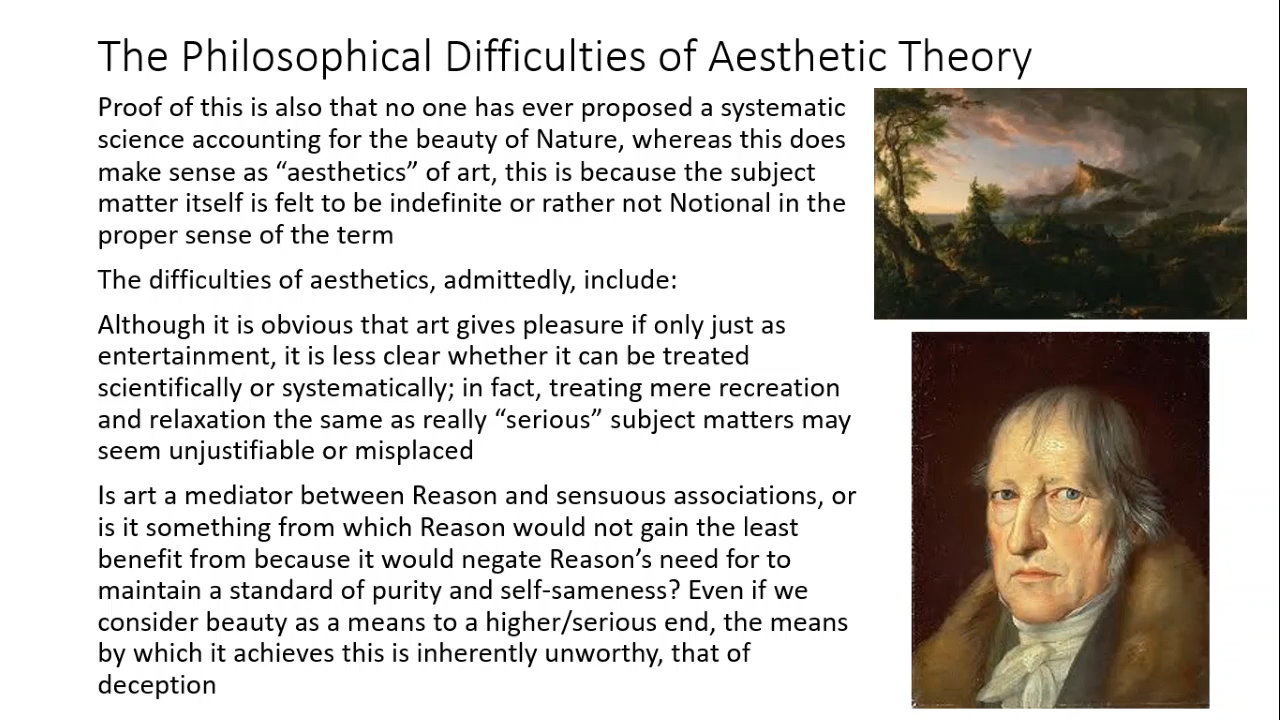 The Philosophical Difficulties of Aesthetic Theory
Proof of this is also that no one has ever proposed a systematic
science accounting for the beauty of Nature, whereas this does
make sense as “aesthetics” of art, this is because the subject
matter itself is felt to be indefinite or rather not Notional in the
proper sense of the term
The difficulties of aesthetics, admittedly, include:
Although it is obvious that art gives pleasure if only just as
entertainment, it is less clear whether it can be treated
scientifically or systematically; in fact, treating mere recreation
and relaxation the same as really “serious” subject matters may
seem unjustifiable or misplaced
Is art a mediator between Reason and sensuous associations, or
is it something from which Reason would not gain the least
benefit from because it would negate Reason’s need for to
maintain a standard of purity and self-sameness? Even if we
consider beauty as a means to a higher/serious end, the means
by which it achieves this is inherently unworthy, that of
deception